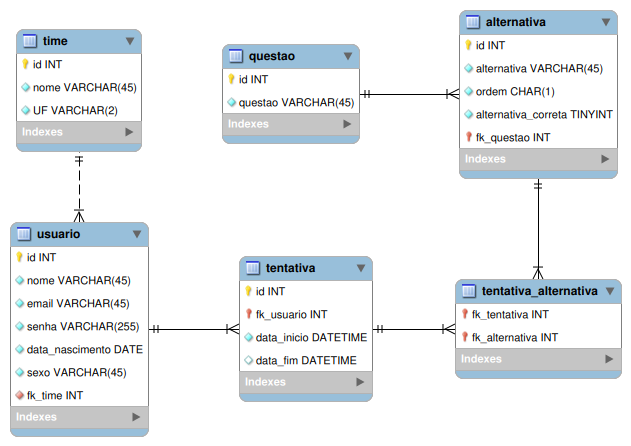 time
id INT
nome VARCHAR(45)
UF VARCHAR(2)
Indexes
questao
id INT
questao VARCHAR(45)
Indexes
alternativa
id INT
alternativa VARCHAR(45)
ordem CHAR(1)
alternativa_correta TINYINT
fk_questao INT
Indexes
usuario
id INT
nome VARCHAR(45)
email VARCHAR(45)
senha VARCHAR(255)
data_nascimento DATE
sexo VARCHAR(45)
fk_time INT
Indexes
tentativa
id INT
fk_usuario INT
data_inicio DATETIME
data_fim DATETIME
Indexes
tentativa_alternativa
fk_tentativa INT
fk_alternativa INT
Indexes